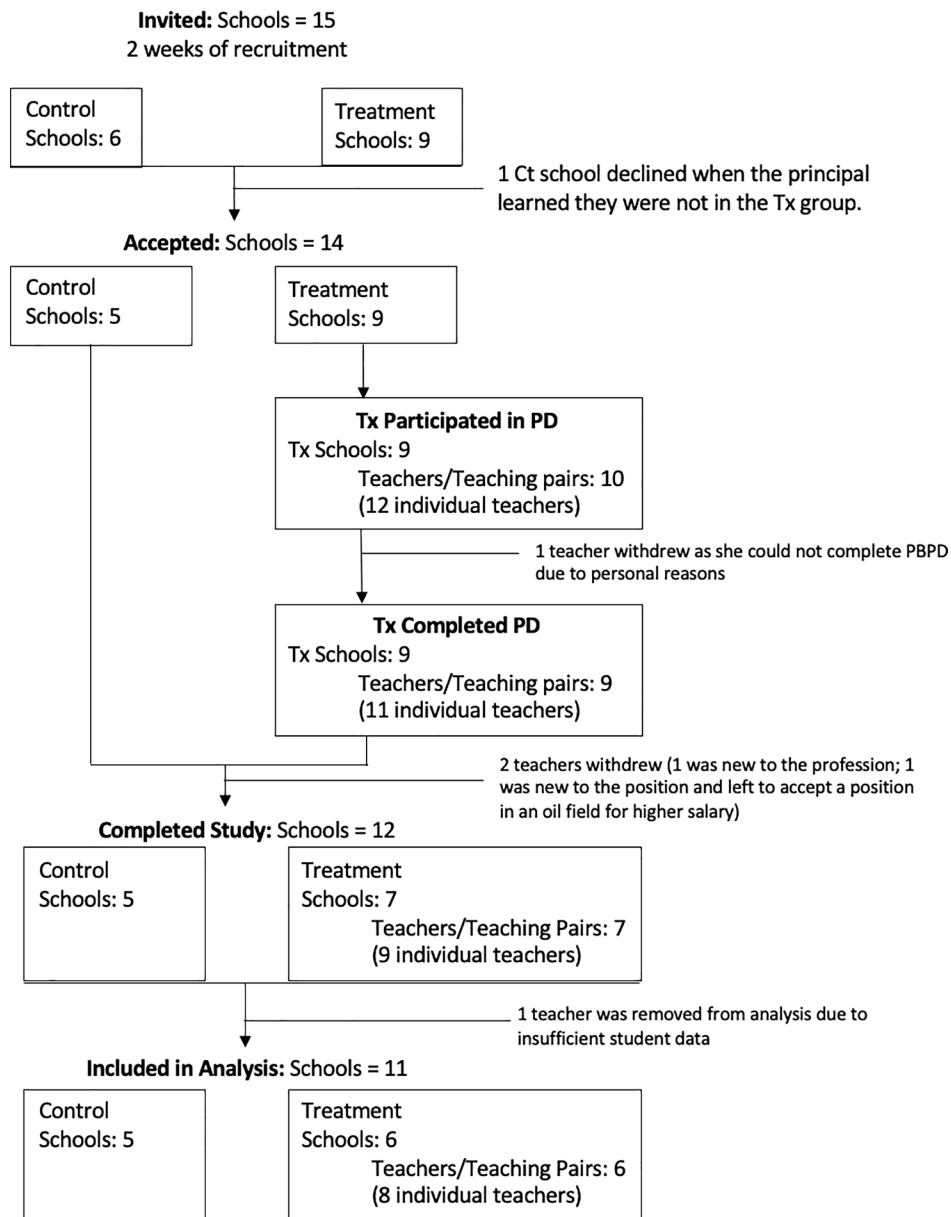 Invited: Schools = 15
2 weeks of recruitment
Control
Schools: 6
Treatment
Schools: 9
1 Ct school declined when the principal
learned they were not in the Tx group.
Accepted: Schools = 14
Control
Schools: 5
Treatment
Schools: 9
Tx Participated in PD
Tx Schools: 9
Teachers/Teaching pairs: 10
(12 individual teachers)
1 teacher withdrew as she could not complete PBPD
due to personal reasons
Tx Completed PD
Tx Schools: 9
Teachers/Teaching pairs: 9
(11 individual teachers)
2 teachers withdrew (1 was new to the profession; 1
was new to the position and left to accept a position
in an oil field for higher salary)
Completed Study: Schools = 12
Control
Schools: 5
Treatment
Schools: 7
Teachers/Teaching Pairs: 7
(9 individual teachers)
1 teacher was removed from analysis due to
insufficient student data
Included in Analysis: Schools = 11
Control
Schools: 5
Treatment
Schools: 6
Teachers/Teaching Pairs: 6
(8 individual teachers)